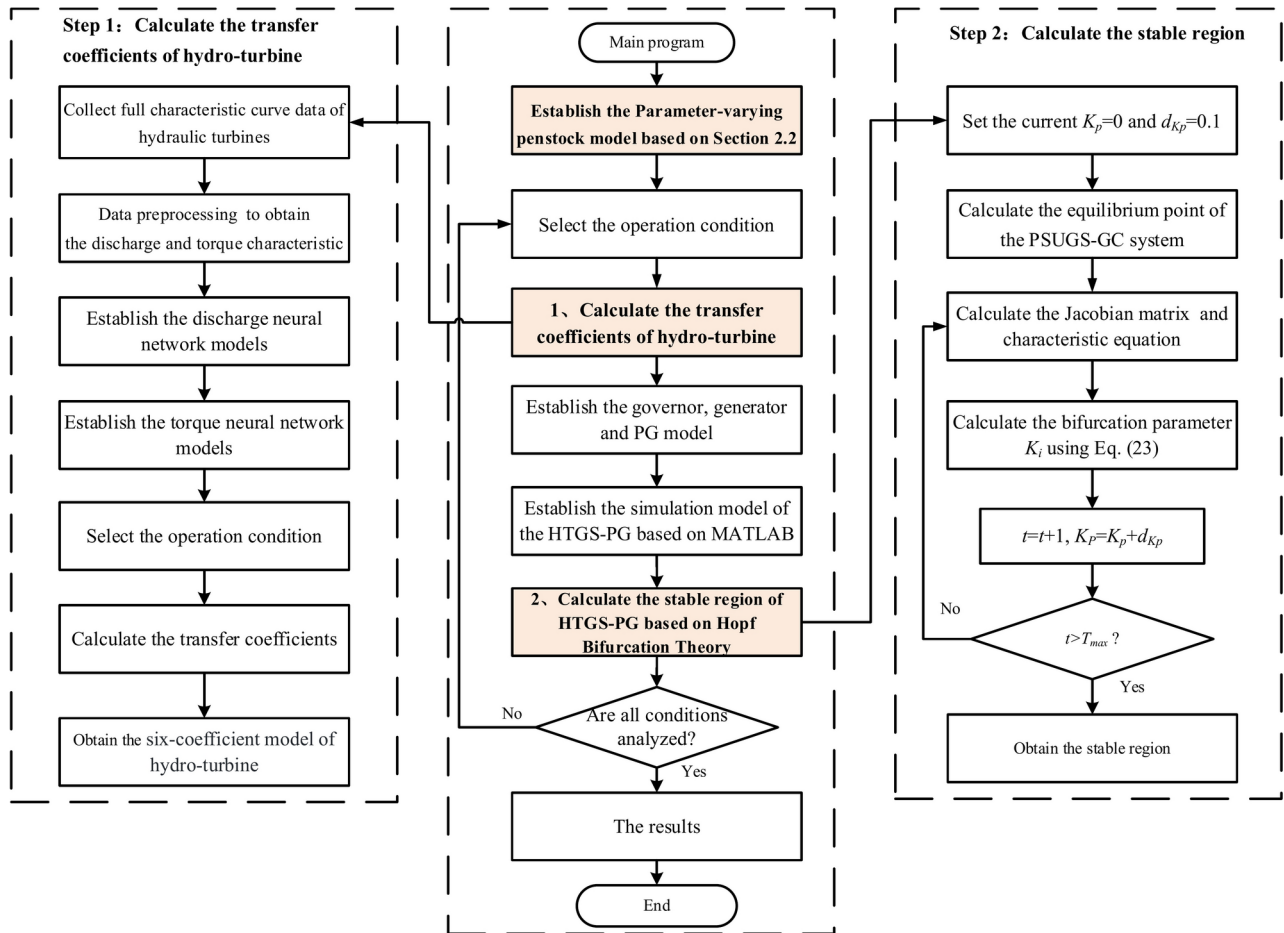 Step 1：Calculate the transfer
coefficients of hydro-turbine
Collect full characteristic curve data of
hydraulic turbines
Data preprocessing to obtain
the discharge and torque characteristic
Establish the discharge neural
network models
Establish the torque neural network
models
Select the operation condition
Calculate the transfer coefficients
Obtain the six-coefficient model of
hydro-turbine
Main program
Establish the Parameter-varying
penstock model based on Section 2.2
Select the operation condition
1、Calculate the transfer
coefficients of hydro-turbine
Establish the governor, generator
and PG model
Establish the simulation model of
the HTGS-PG based on MATLAB
2、Calculate the stable region of
HTGS-PG based on Hopf
Bifurcation Theory
No
Are all conditions
analyzed?
Yes
The results
End
Step 2：Calculate the stable region
Set the current Kp=0 and dKp=0.1
Calculate the equilibrium point of
the PSUGS-GC system
Calculate the Jacobian matrix and
characteristic equation
Calculate the bifurcation parameter
Ki using Eq. (23)
t=t+1, KP=Kp+dKp
No
t>Tmax ?
Yes
Obtain the stable region